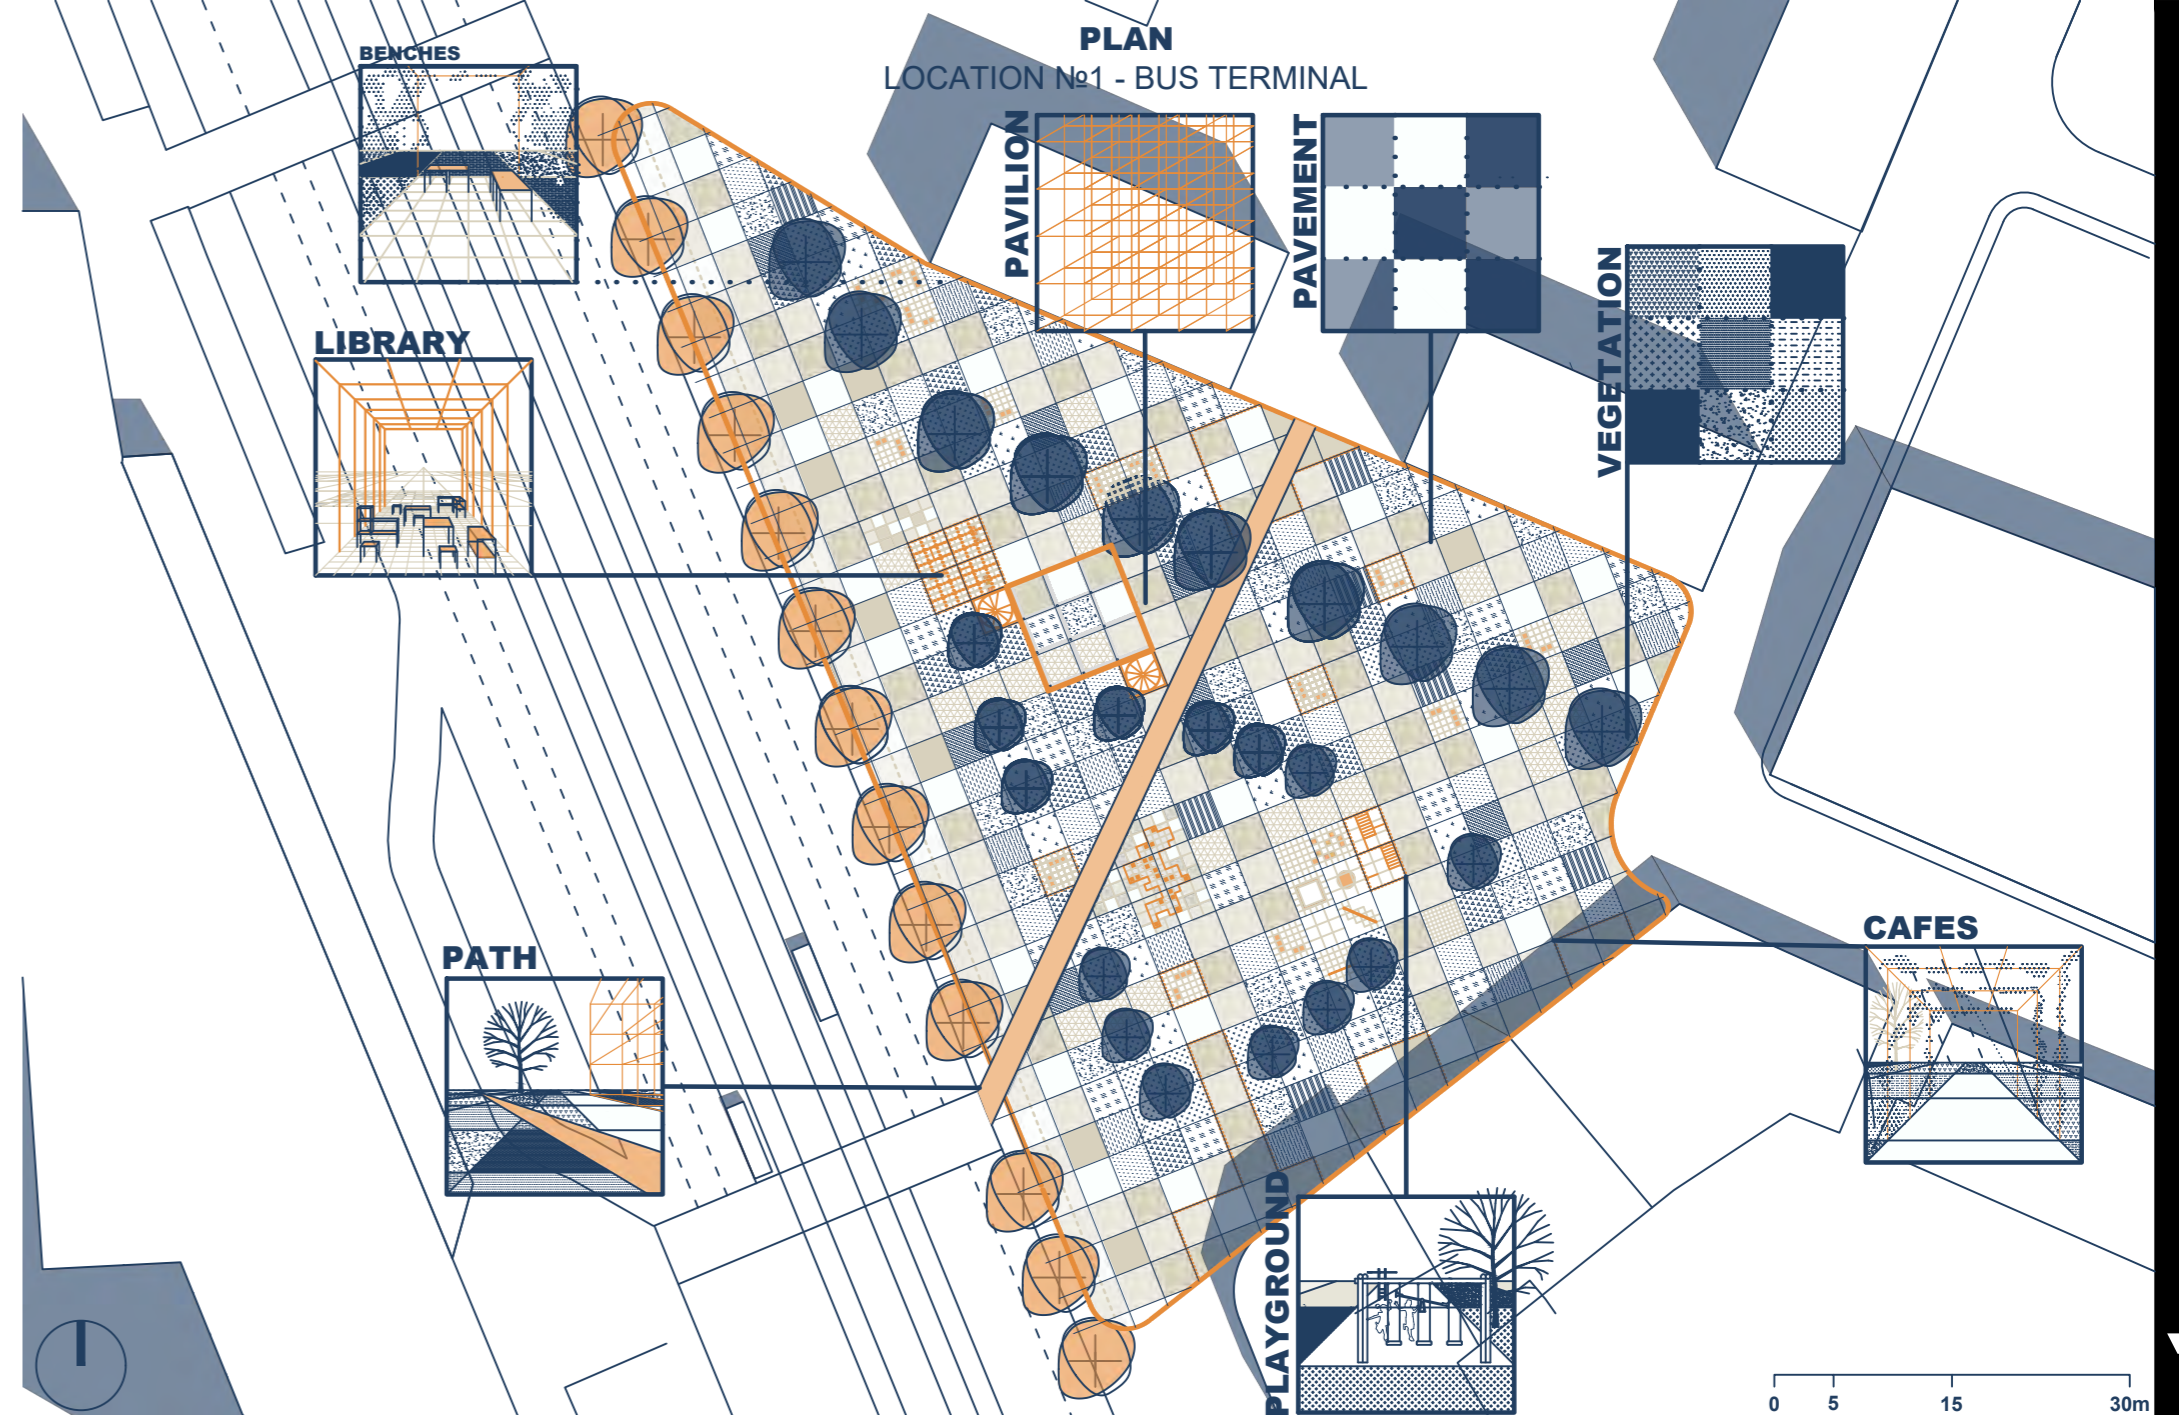 PLAN
LOCATION №1 - BUS TERMINAL
BENCHES
PAVILION
PAVEMENT
VEGETATION
LIBRARY
PATH
CAFES
PLAYGROUND
0 5 15 30m